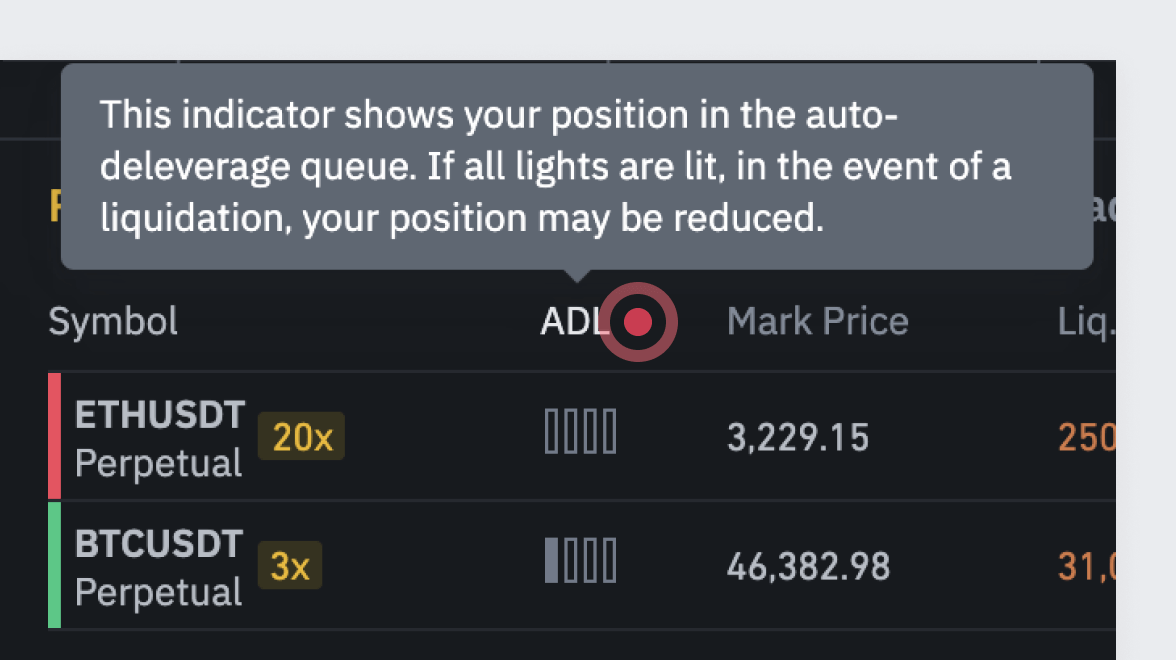 This indicator shows your position in the auto-
deleverage queue. If all lights are lit, in the event of a
liquidation, your position may be reduced.
Symbol ADL Mark Price Liq.
ETHUSDT
Perpetual 20x 3,229.15 250
BTCUSDT
Perpetual 3x 46,382.98 31,0